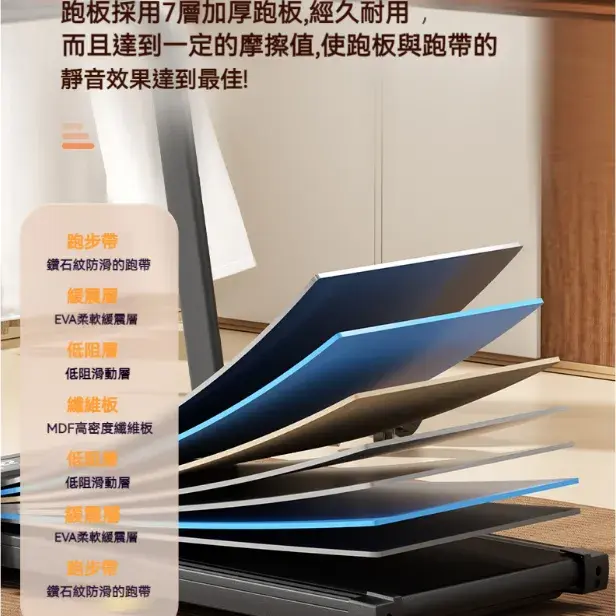 跑板採用7層加厚跑板,經久耐用，
而且達到一定的摩擦值,使跑板與跑帶的
靜音效果達到最佳!
跑步帶
鑽石紋防滑的跑帶
緩震層
EVA柔軟緩震層
低阻層
低阻滑動層
纖維板
MDF高密度纖維板
低阻層
低阻滑動層
緩震層
EVA柔軟緩震層
跑步帶
鑽石紋防滑的跑帶